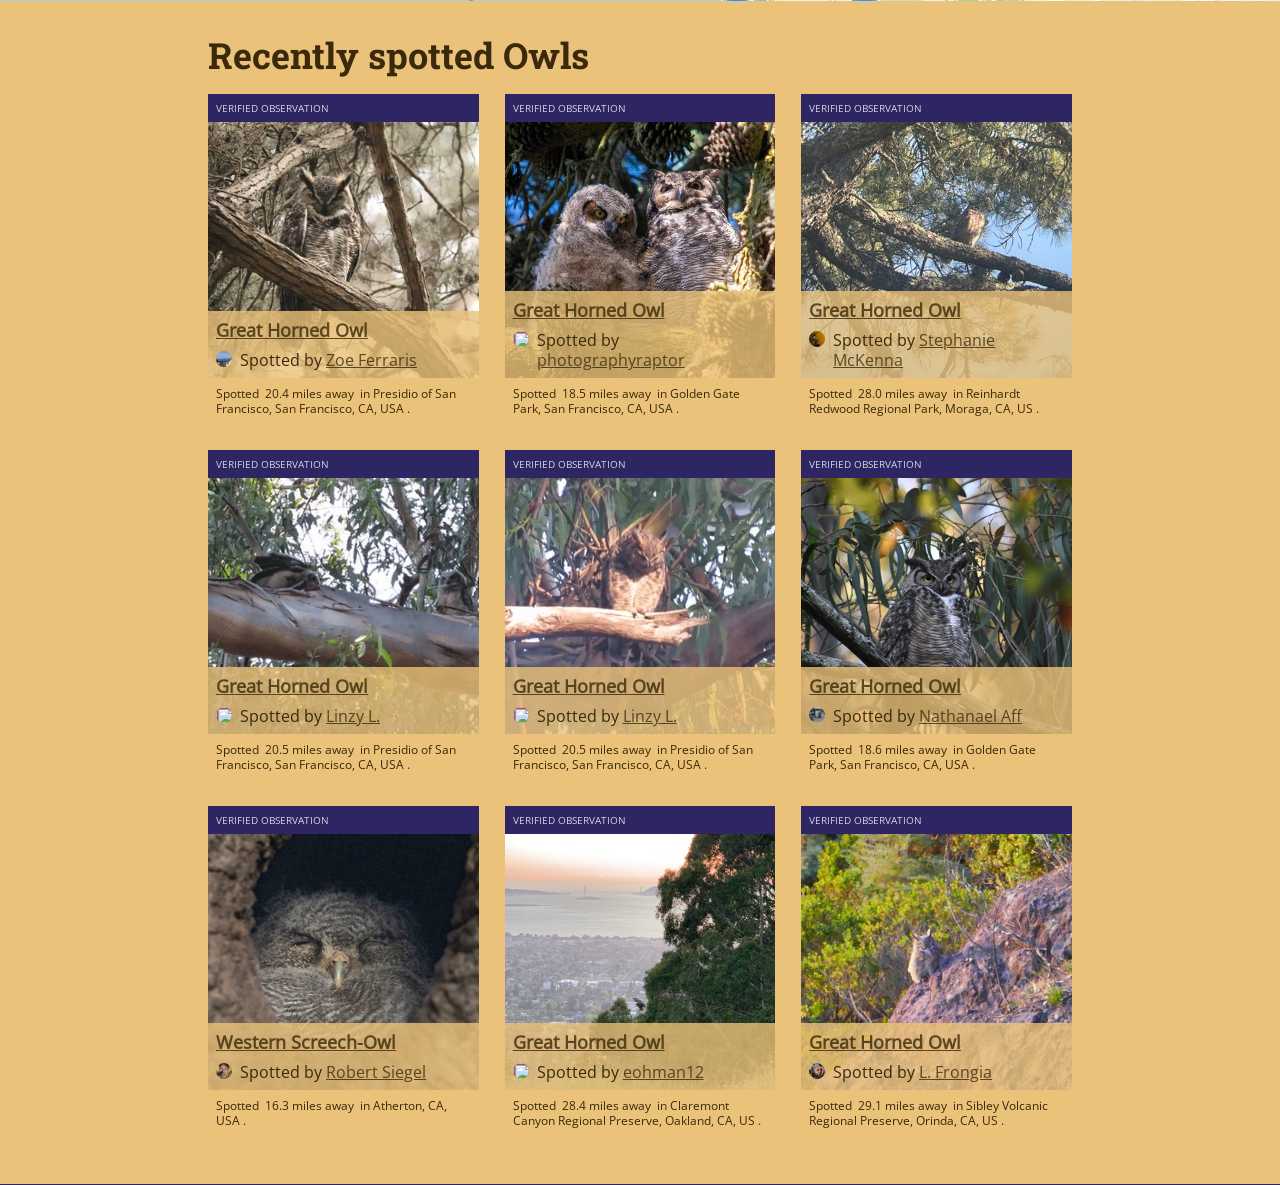 Recently spotted Owls
VERIFIED OBSERVATION
Great Horned Owl
Spotted by Zoe Ferraris
Spotted 20.4 miles away in Presidio of San
Francisco, San Francisco, CA, USA .
VERIFIED OBSERVATION
Great Horned Owl
Spotted by
photographyraptor
Spotted 18.5 miles away in Golden Gate
Park, San Francisco, CA, USA .
VERIFIED OBSERVATION
Great Horned Owl
Spotted by Stephanie
McKenna
Spotted 28.0 miles away in Reinhardt
Redwood Regional Park, Moraga, CA, US .
VERIFIED OBSERVATION
Great Horned Owl
Spotted by Linzy L.
Spotted 20.5 miles away in Presidio of San
Francisco, San Francisco, CA, USA .
VERIFIED OBSERVATION
Great Horned Owl
Spotted by Linzy L.
Spotted 20.5 miles away in Presidio of San
Francisco, San Francisco, CA, USA .
VERIFIED OBSERVATION
Great Horned Owl
Spotted by Nathanael Aff
Spotted 18.6 miles away in Golden Gate
Park, San Francisco, CA, USA .
VERIFIED OBSERVATION
Western Screech-Owl
Spotted by Robert Siegel
Spotted 16.3 miles away in Atherton, CA,
USA .
VERIFIED OBSERVATION
Great Horned Owl
Spotted by eohman12
Spotted 28.4 miles away in Claremont
Canyon Regional Preserve, Oakland, CA, US .
VERIFIED OBSERVATION
Great Horned Owl
Spotted by L. Frongia
Spotted 29.1 miles away in Sibley Volcanic
Regional Preserve, Orinda, CA, US .